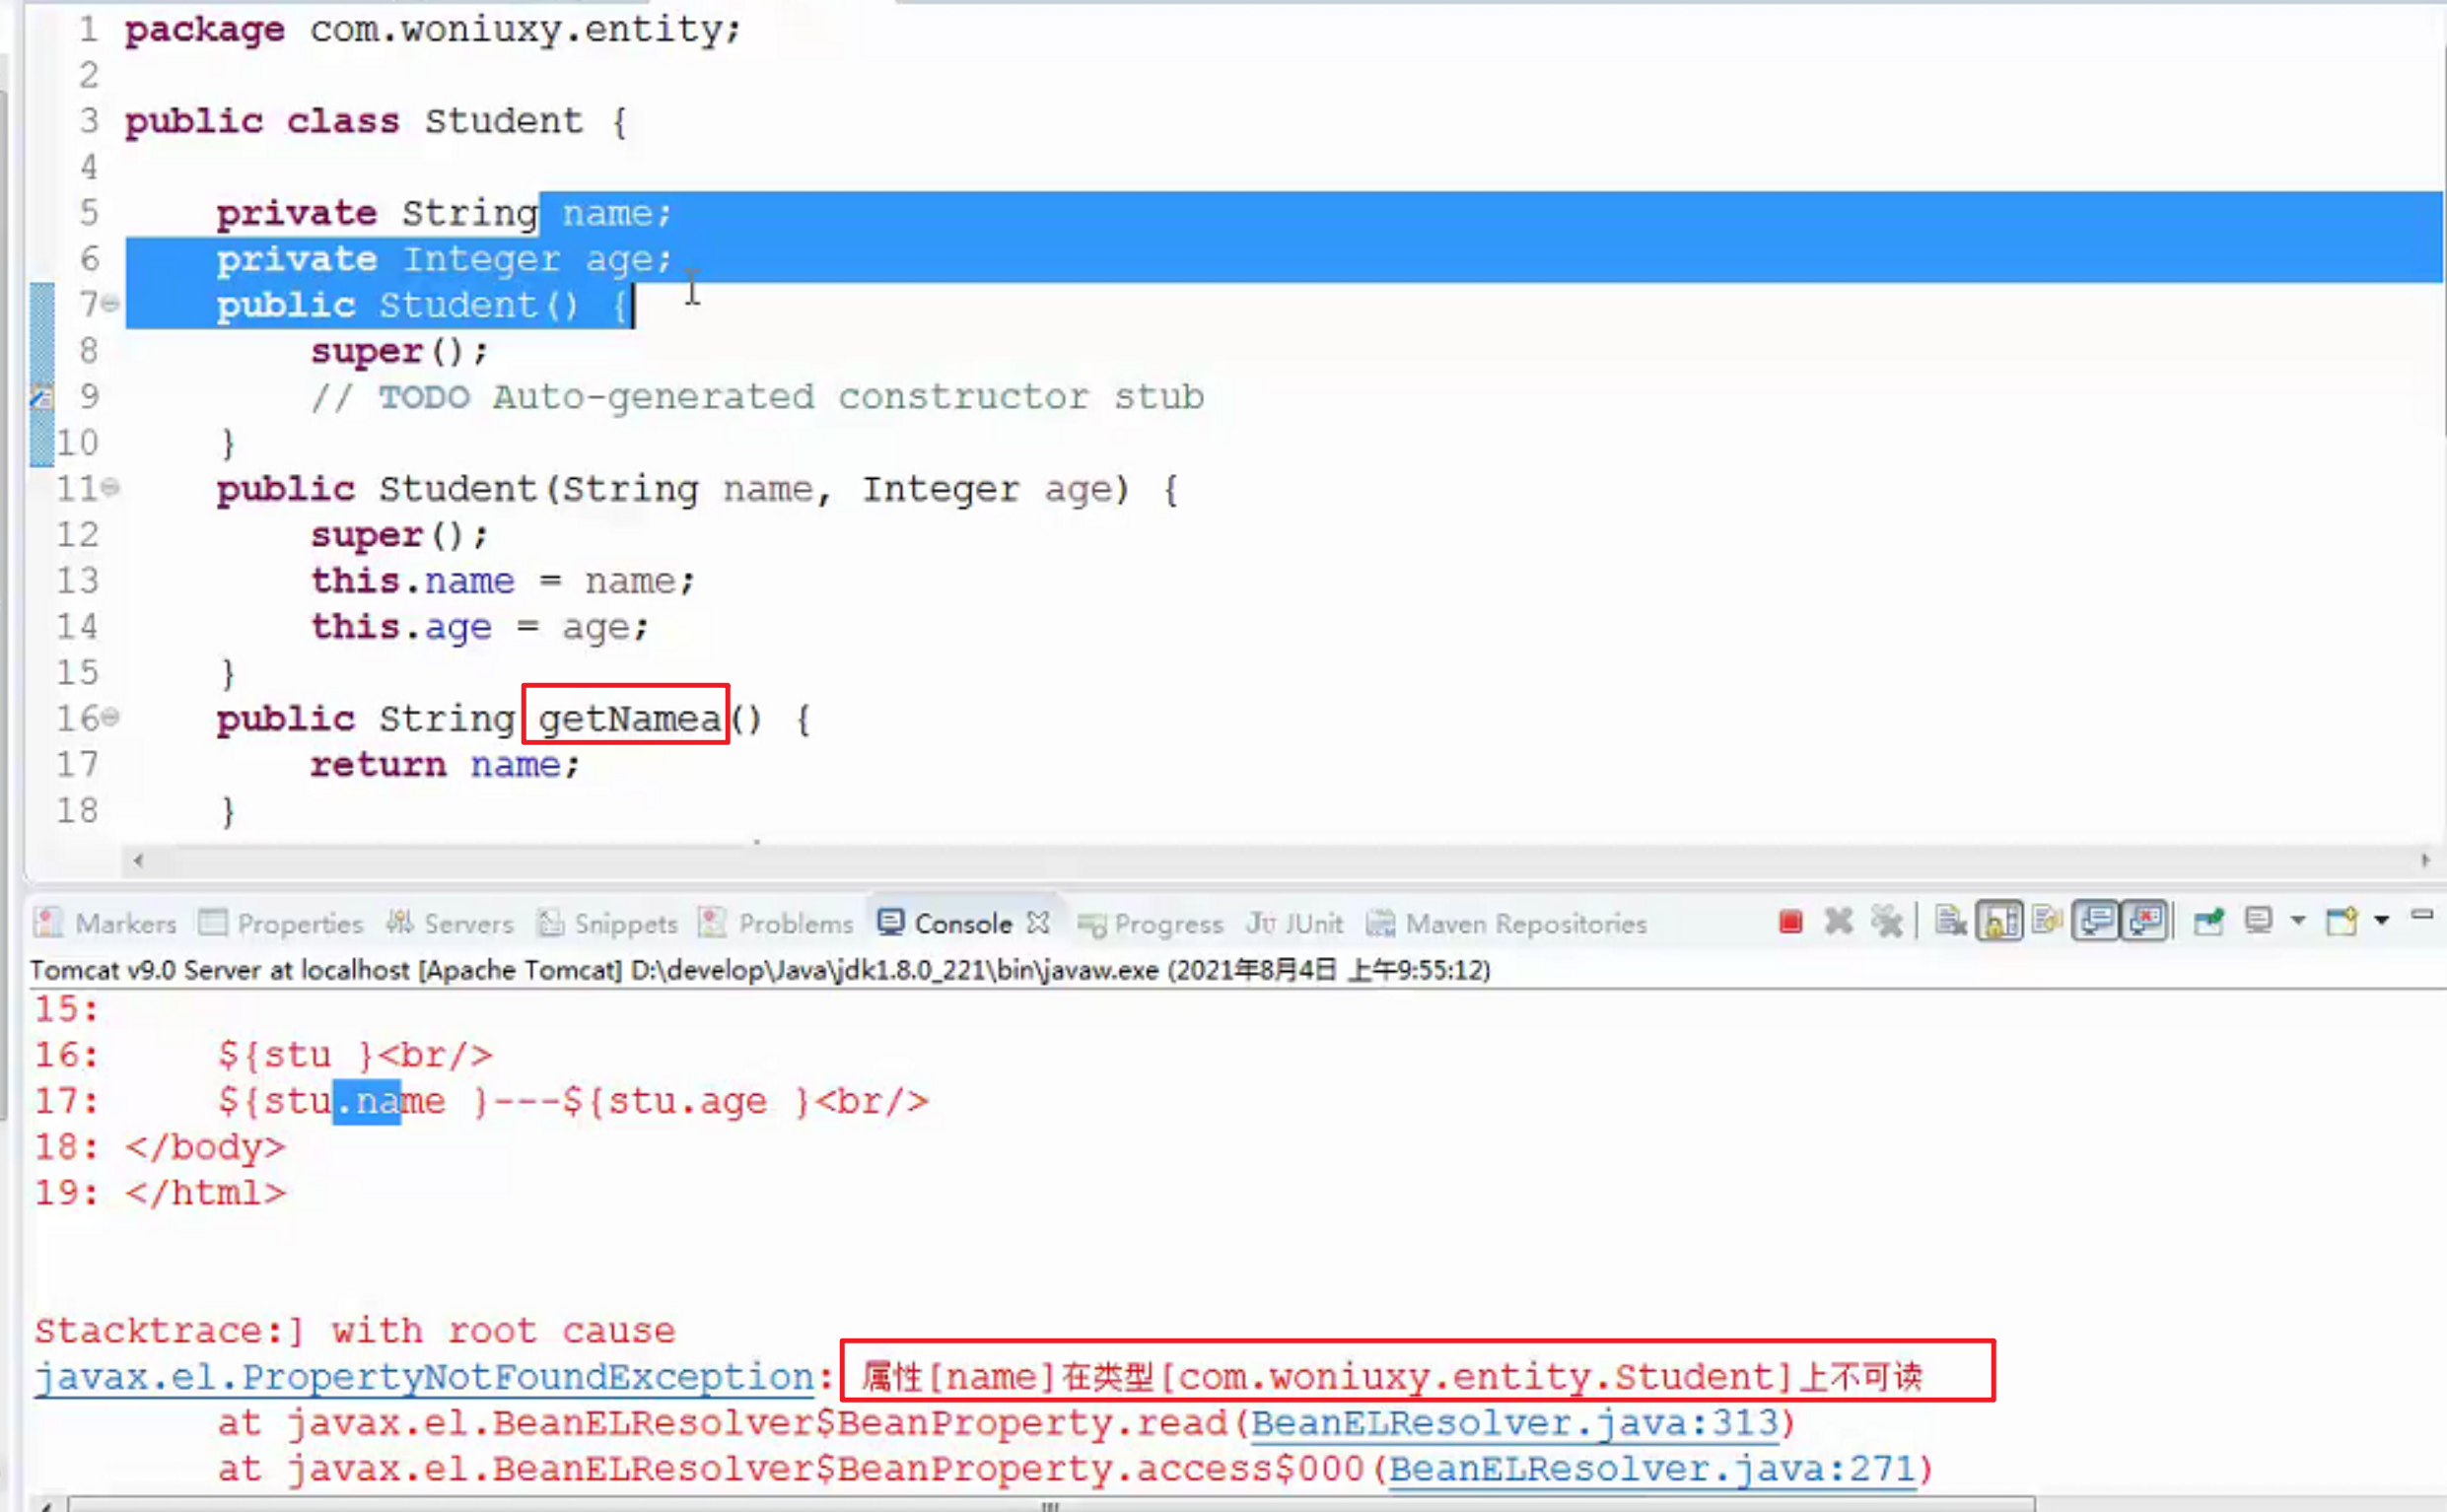 1 package com.woniuxy.entity;
2
3 public class Student {
4
5 private String name;
6 private Integer age;
7 public Student() {
8 super();
9 // TODO Auto-generated constructor stub
10 }
11 public Student(String name, Integer age) {
12 super();
13 this.name = name;
14 this.age = age;
15 }
16 public String getNamea() {
17 return name;
18 }
Markers Properties Servers Snippets Problems Console Progress JUnit Maven Repositories
Tomcat v9.0 Server at localhost [Apache Tomcat] D:\develop\Java\jdk1.8.0_221\bin\javaw.exe (2021年8月4日 上午9:55:12)
15:
16: ${stu }<br/>
17: ${stu.name }---${stu.age }<br/>
18: </body>
19: </html>
Stacktrace:] with root cause
javax.el.PropertyNotFoundException: 属性[name]在类型[com.woniuxy.entity.Student]上不可读
at javax.el.BeanELResolver$BeanProperty.read(BeanELResolver.java:313)
at javax.el.BeanELResolver$BeanProperty.access$000(BeanELResolver.java:271)